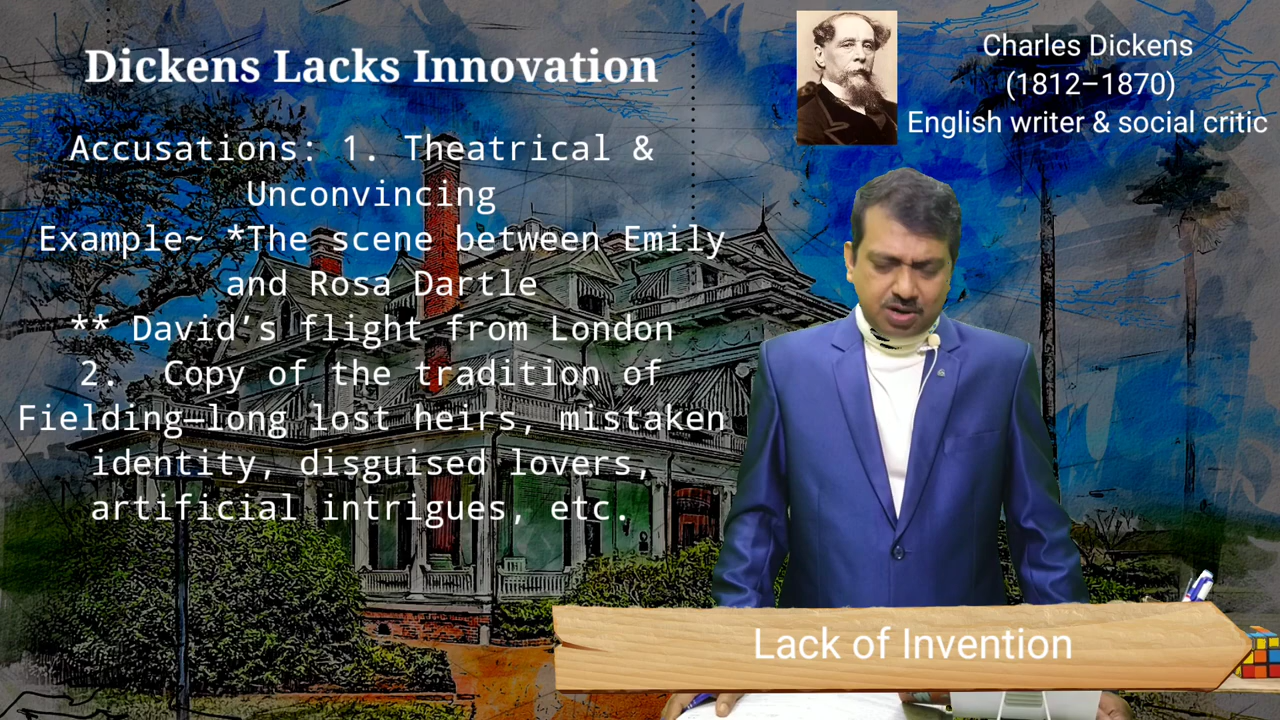 Dickens Lacks Innovation
Accusations: 1. Theatrical &
Unconvincing
Example~ *The scene between Emily
and Rosa Dartle
** David’s flight from London
2. Copy of the tradition of
Fielding—long lost heirs, mistaken
identity, disguised lovers,
artificial intrigues, etc.
Charles Dickens
(1812–1870)
English writer & social critic
Lack of Invention